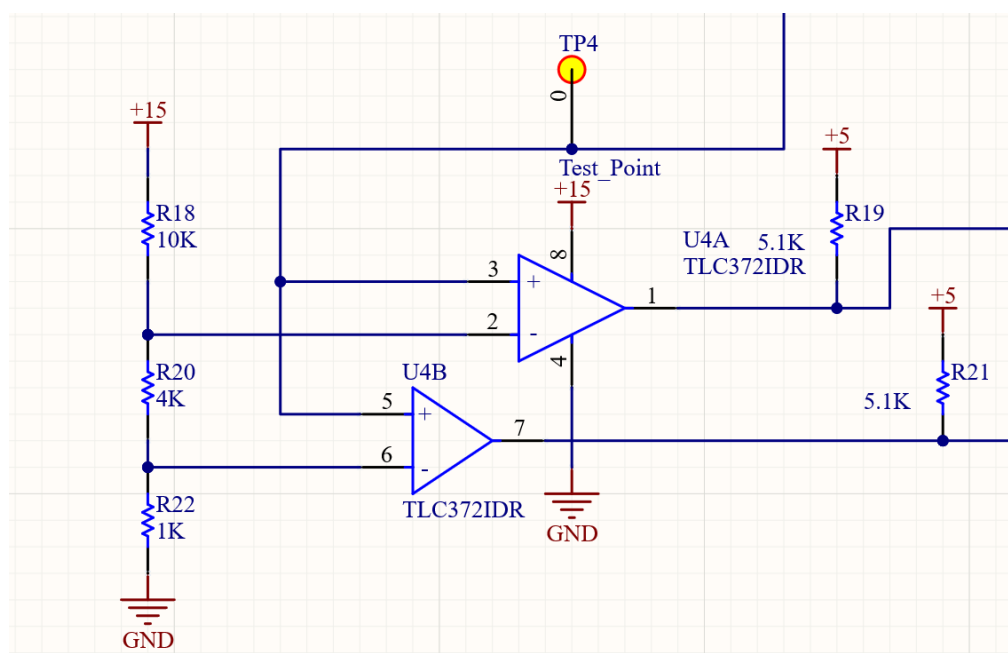 TP4
0
Test_Point
+15
R18
10K
+15
8
+5
R19
5.1K
U4A
TLC372IDR
3
+
2
-
1
4
+5
R20
4K
U4B
5
+
6
-
7
TLC372IDR
R21
5.1K
R22
1K
GND
GND